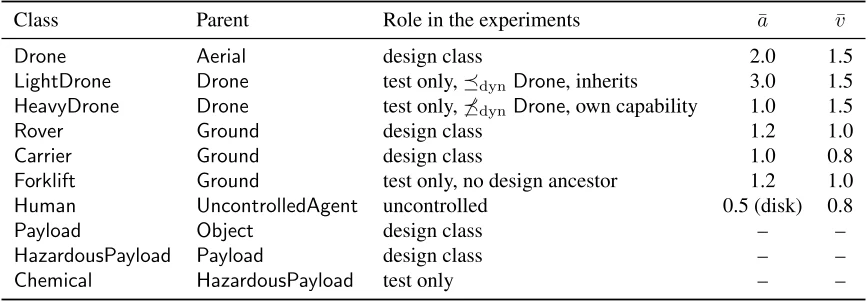 Class Parent Role in the experiments ā v̄
Drone Aerial design class 2.0 1.5
LightDrone Drone test only, ⪯dyn Drone, inherits 3.0 1.5
HeavyDrone Drone test only, ⪯̸dyn Drone, own capability 1.0 1.5
Rover Ground design class 1.2 1.0
Carrier Ground design class 1.0 0.8
Forklift Ground test only, no design ancestor 1.2 1.0
Human UncontrolledAgent uncontrolled 0.5 (disk) 0.8
Payload Object design class – –
HazardousPayload Payload design class – –
Chemical HazardousPayload test only – –